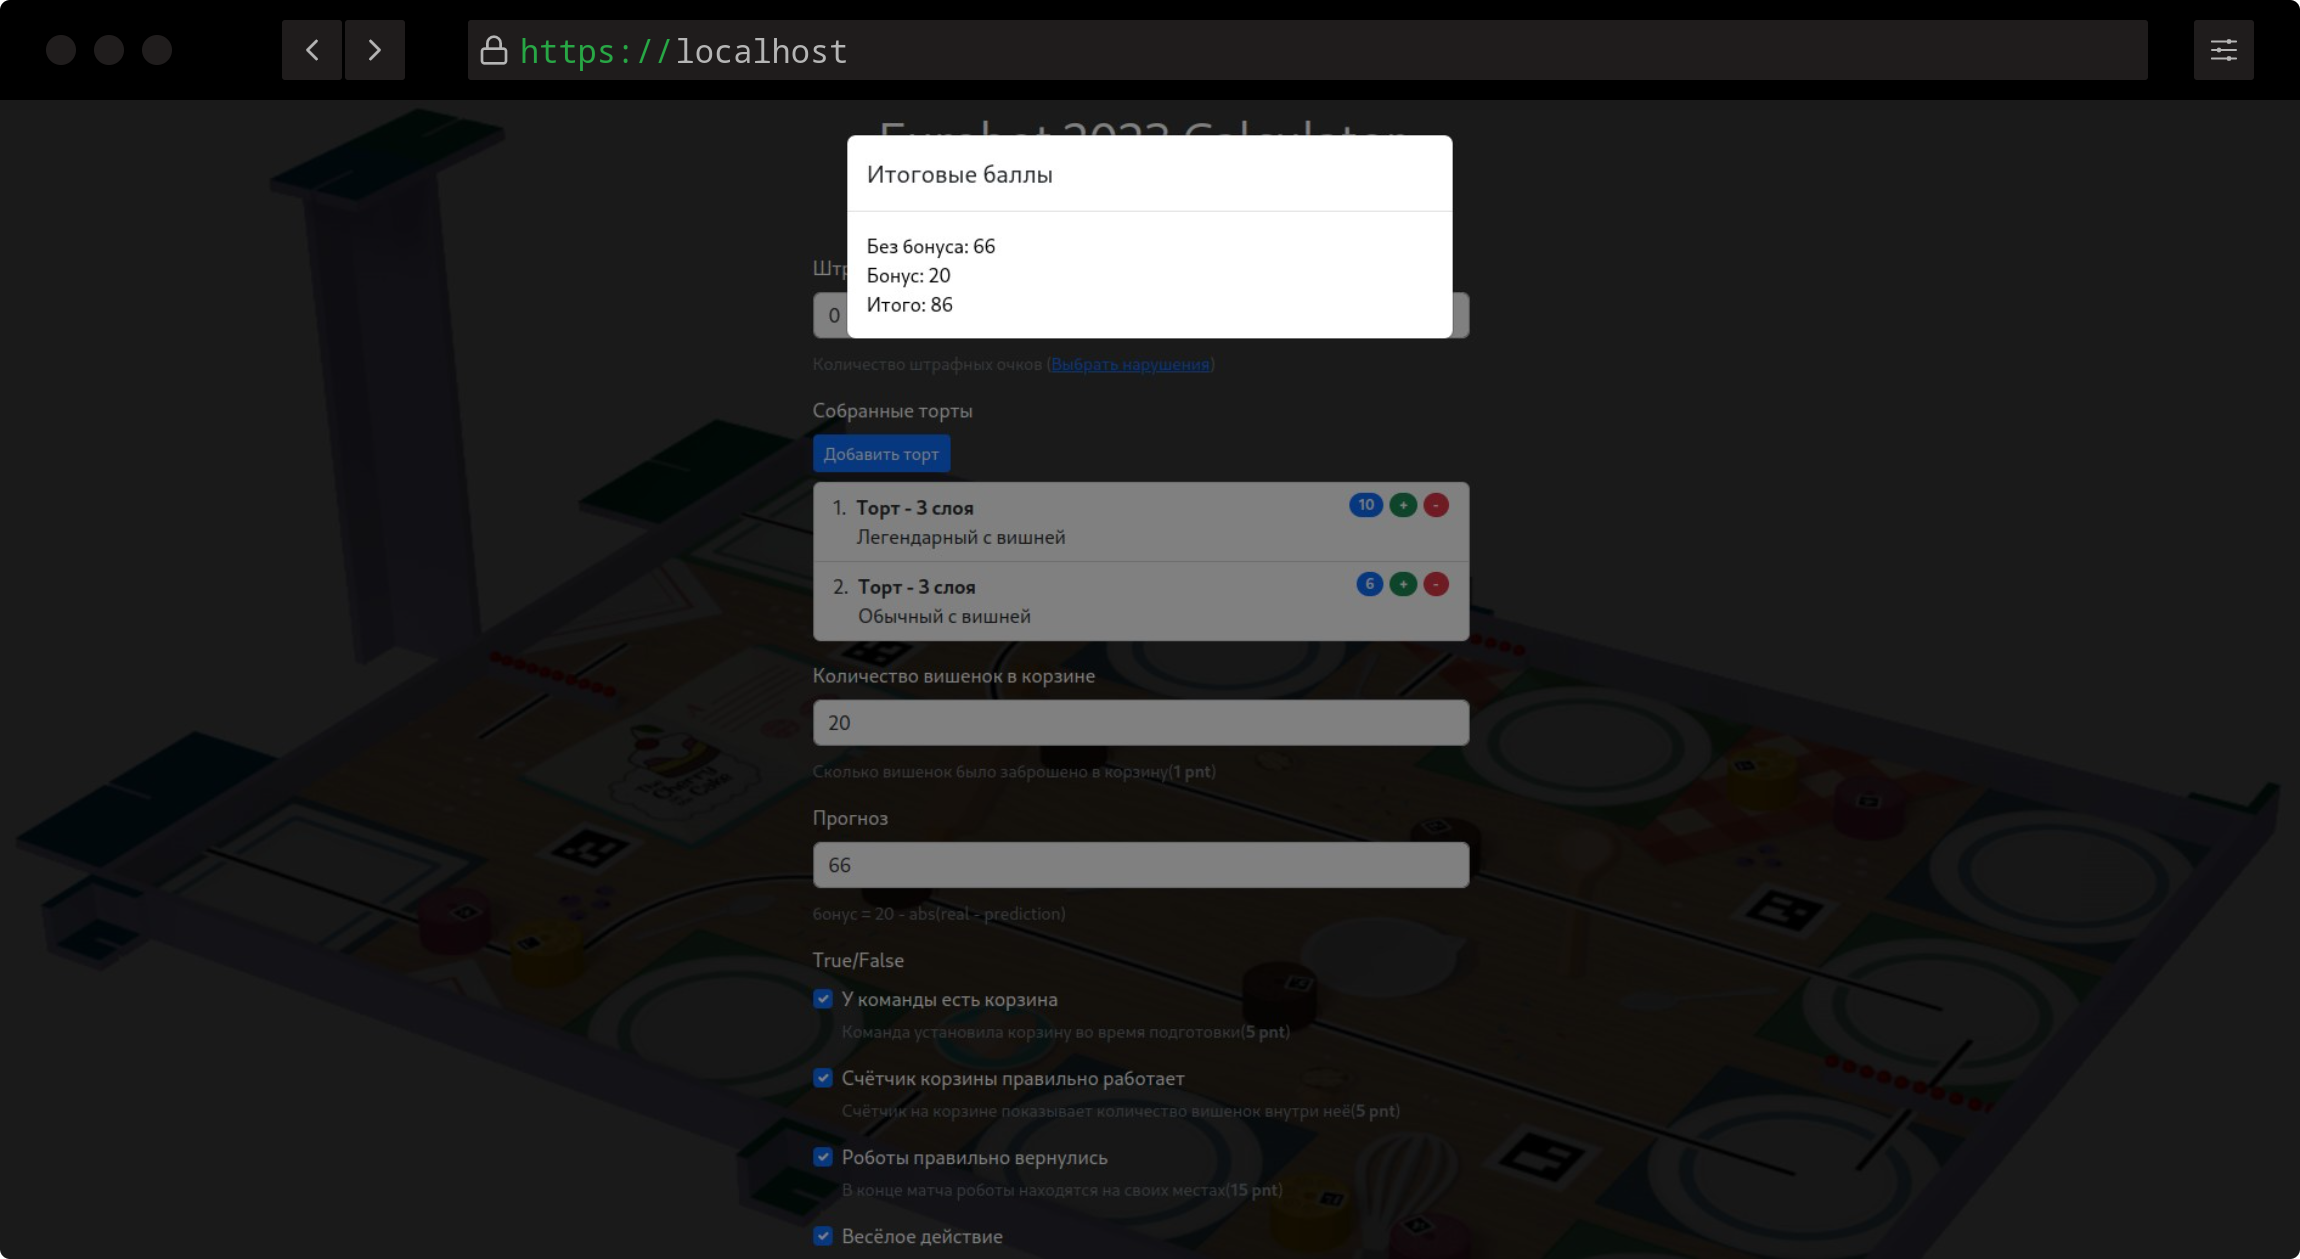 https://localhost
Eurobot 2023 Calculator
Итоговые баллы
Без бонуса: 66
Бонус: 20
Итого: 86
0
Количество штрафных очков (Выбрать нарушения)
Собранные торты
Добавить торт
1. Торт - 3 слоя 10 + -
Легендарный с вишней
2. Торт - 3 слоя 6 + -
Обычный с вишней
Количество вишенок в корзине
20
Сколько вишенок было заброшено в корзину(1 pnt)
Прогноз
66
бонус = 20 - abs(real - prediction)
True/False
У команды есть корзина
Команда установила корзину во время подготовки(5 pnt)
Счётчик корзины правильно работает
Счётчик на корзине показывает количество вишенок внутри неё(5 pnt)
Роботы правильно вернулись
В конце матча роботы находятся на своих местах(15 pnt)
Весёлое действие